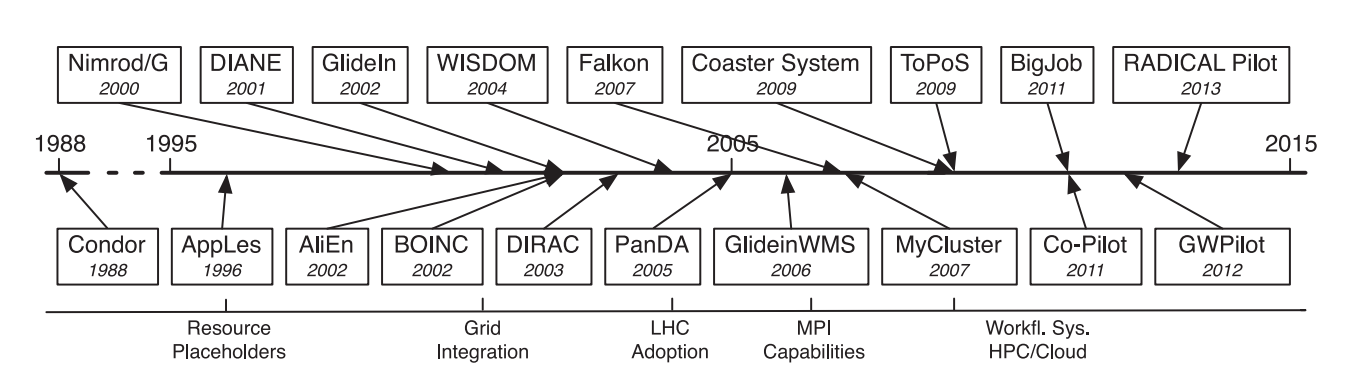 Nimrod/G
2000
DIANE
2001
GlideIn
2002
WISDOM
2004
Falkon
2007
Coaster System
2009
ToPoS
2009
BigJob
2011
RADICAL Pilot
2013
1988
1995
2005
2015
Condor
1988
AppLes
1996
AliEn
2002
BOINC
2002
DIRAC
2003
PanDA
2005
GlideinWMS
2006
MyCluster
2007
Co-Pilot
2011
GWPilot
2012
Resource
Placeholders
Grid
Integration
LHC
Adoption
MPI
Capabilities
Workfl. Sys.
HPC/Cloud